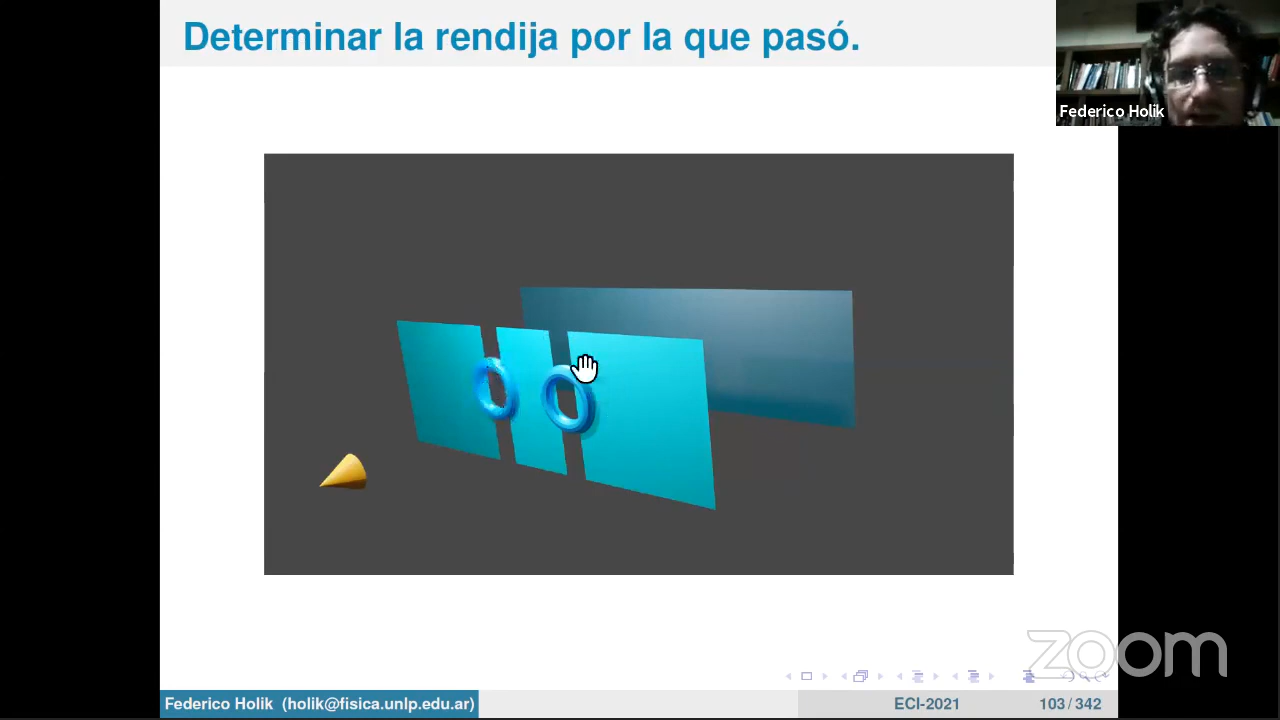 Determinar la rendija por la que pasó.
Federico Holik
zoom
Federico Holik (holik@fisica.unlp.edu.ar)
ECI-2021
103 / 342